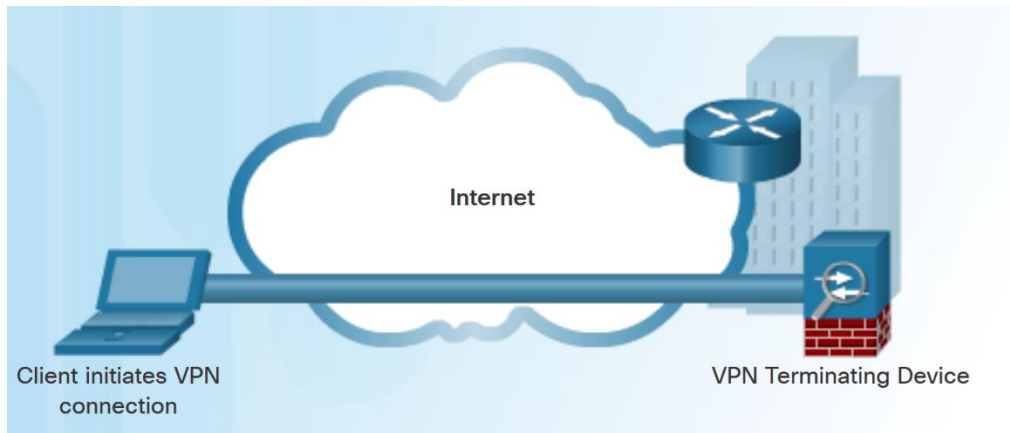 Internet
Client initiates VPN
connection
VPN Terminating Device